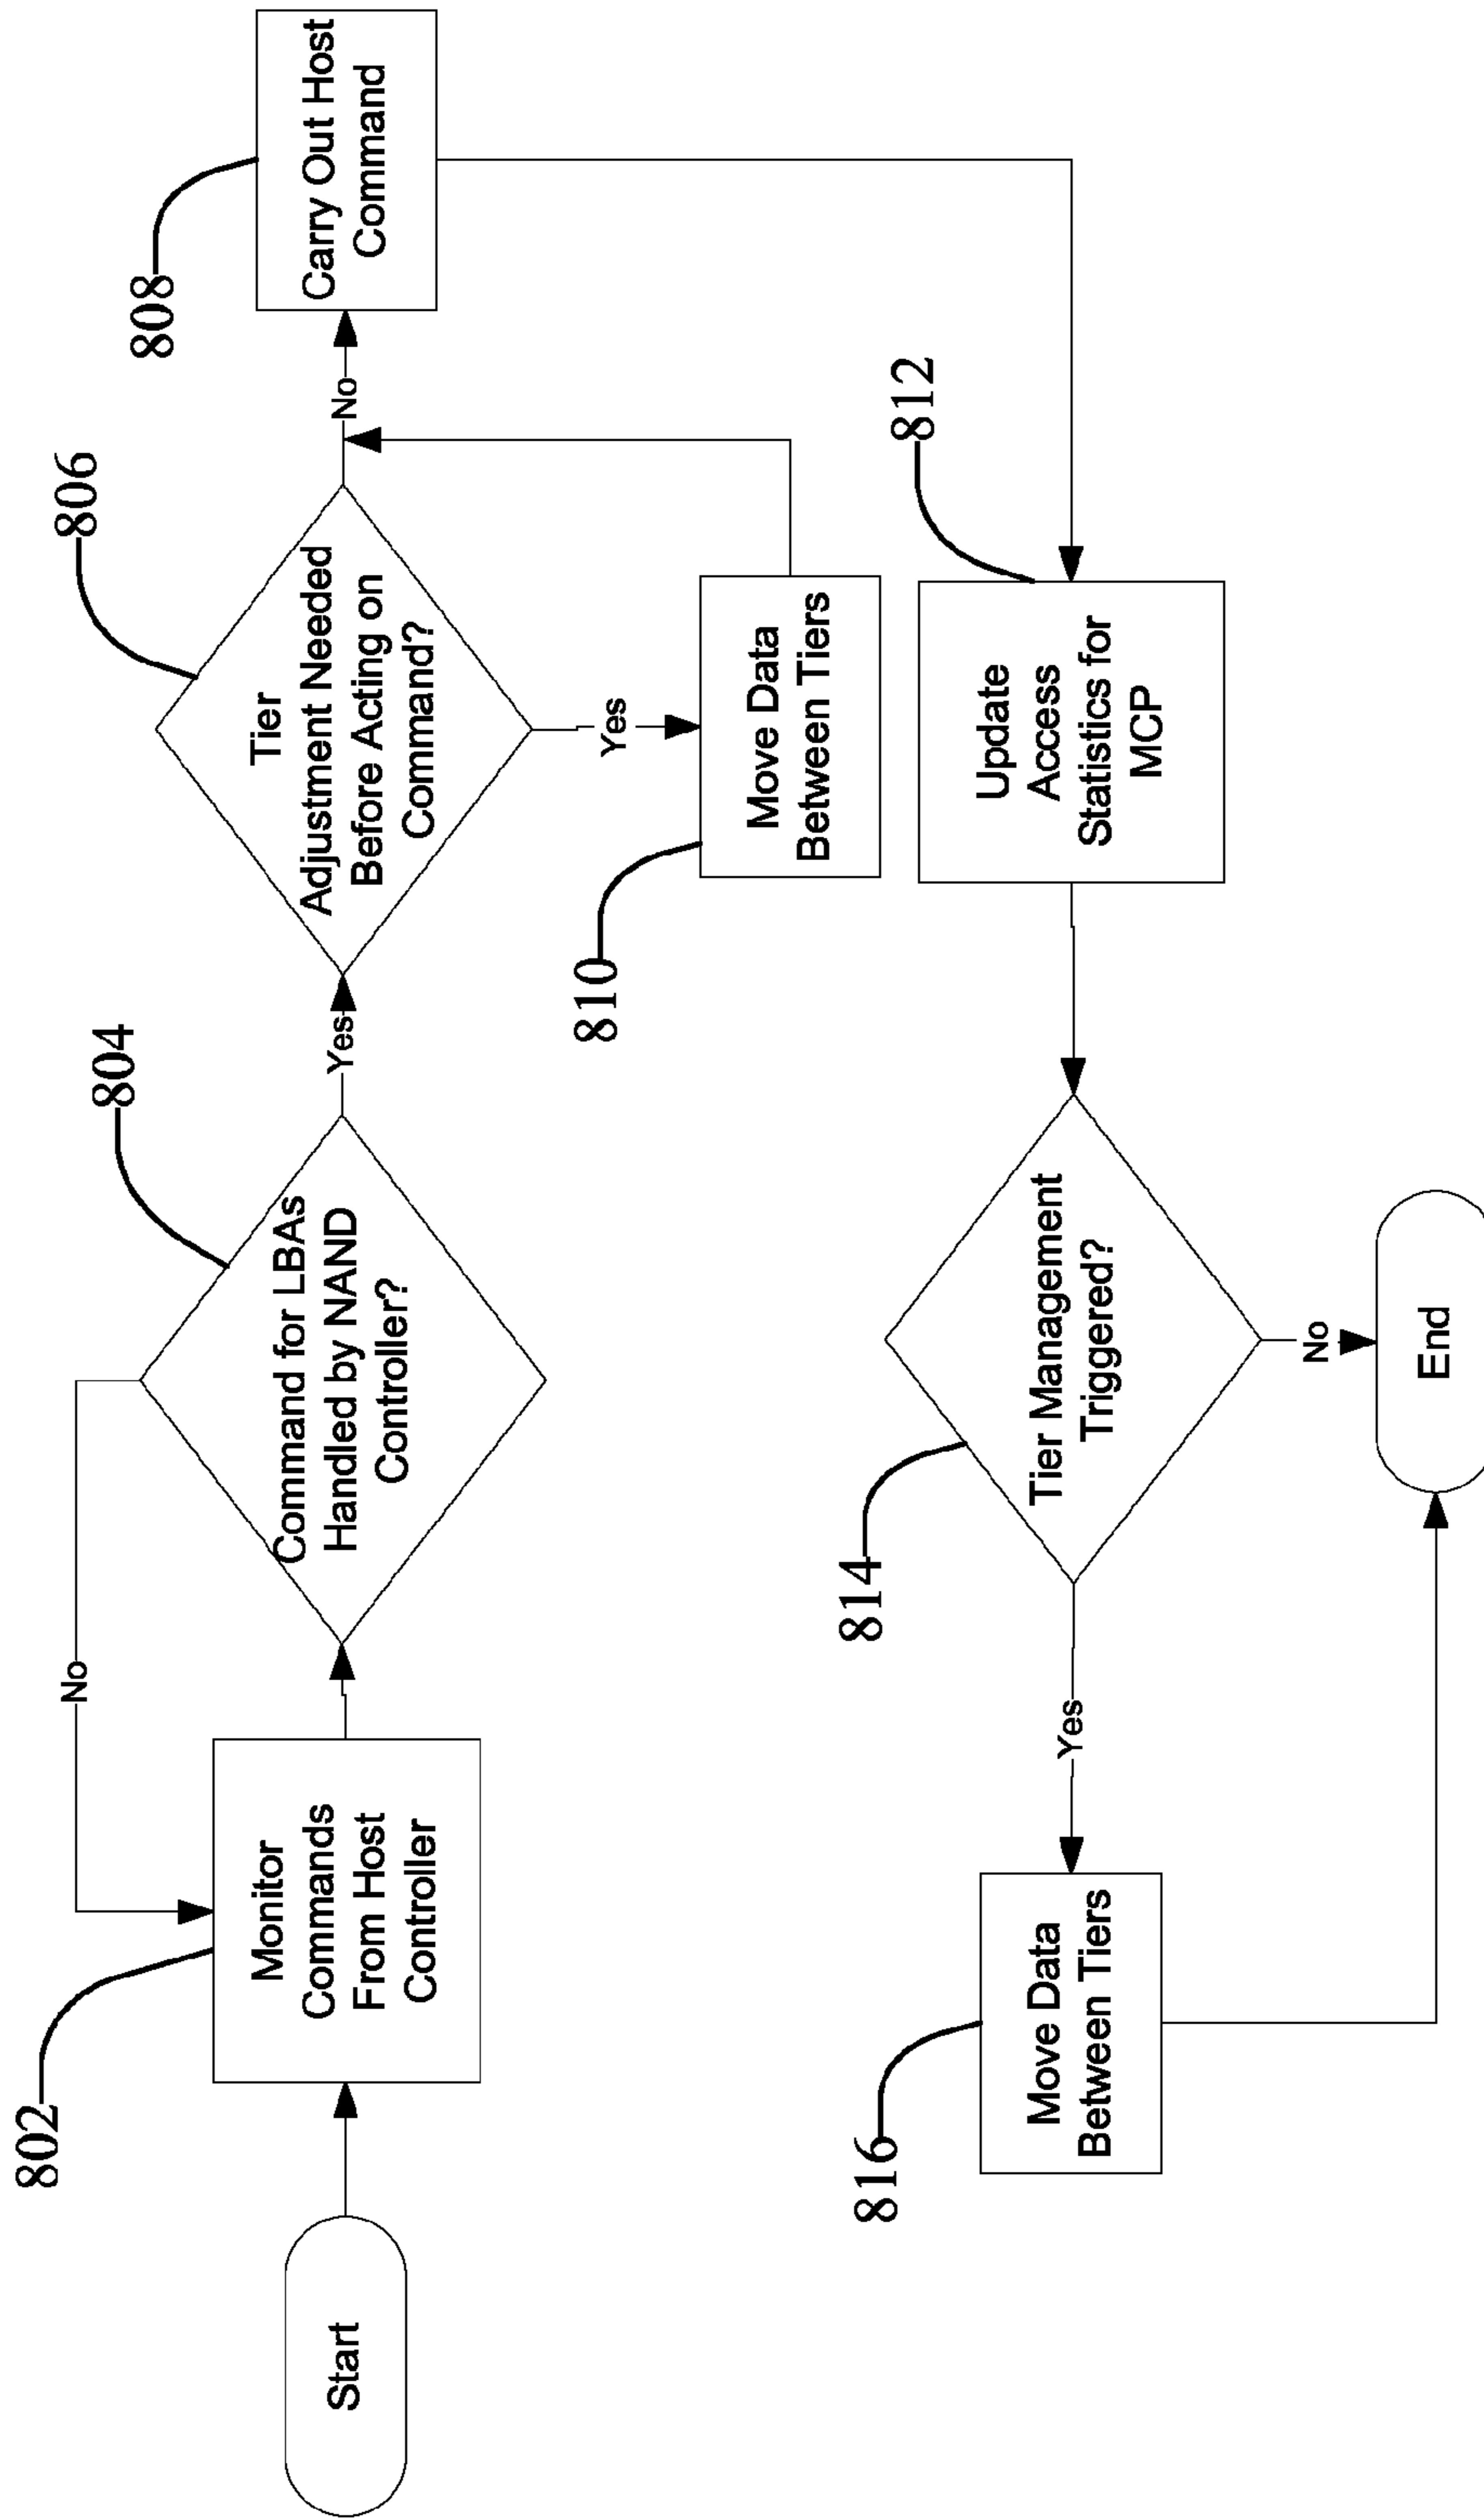 Start
802
Monitor
Commands
From Host
Controller
No
804
Command for LBAs
Handled by NAND
Controller?
Yes
806
Tier
Adjustment Needed
Before Acting on
Command?
No
808
Carry Out Host
Command
Yes
810
Move Data
Between Tiers
812
Update
Access
Statistics for
MCP
814
Tier Management
Triggered?
Yes
816
Move Data
Between Tiers
No
End